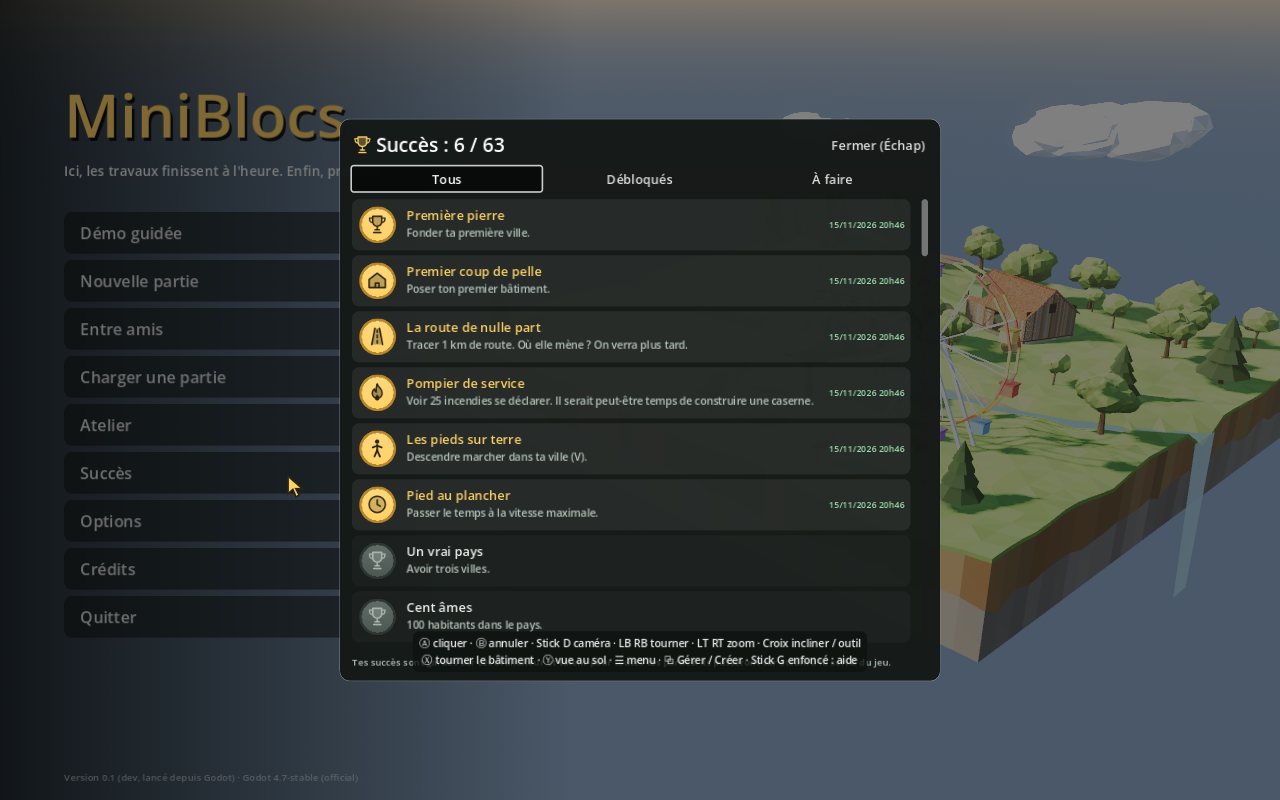 MiniBlocs
Ici, les travaux finissent à l'heure. Enfin, pr
Démo guidée
Nouvelle partie
Entre amis
Charger une partie
Atelier
Succès
Options
Crédits
Quitter
Version 0.1 (dev, lancé depuis Godot) · Godot 4.7-stable (official)
Succès : 6 / 63
Fermer (Échap)
Tous
Débloqués
À faire
Première pierre
Fonder ta première ville.
15/11/2026 20h46
Premier coup de pelle
Poser ton premier bâtiment.
15/11/2026 20h46
La route de nulle part
Tracer 1 km de route. Où elle mène ? On verra plus tard.
15/11/2026 20h46
Pompier de service
Voir 25 incendies se déclarer. Il serait peut-être temps de construire une caserne.
15/11/2026 20h46
Les pieds sur terre
Descendre marcher dans ta ville (V).
15/11/2026 20h46
Pied au plancher
Passer le temps à la vitesse maximale.
15/11/2026 20h46
Un vrai pays
Avoir trois villes.
Cent âmes
100 habitants dans le pays.
Ⓐ cliquer · Ⓑ annuler · Stick D caméra · LB RB tourner · LT RT zoom · Croix incliner / outil
Ⓧ tourner le bâtiment · Ⓨ vue au sol · ☰ menu · ⧉ Gérer / Créer · Stick G enfoncé : aide
Tes succès so
du jeu.